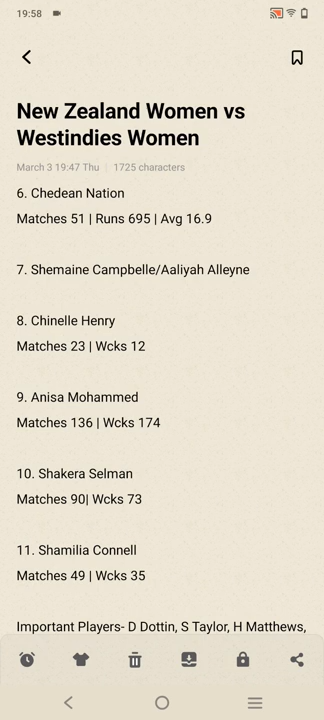 19:58
New Zealand Women vs
Westindies Women
March 3 19:47 Thu | 1725 characters
6. Chedean Nation
Matches 51 | Runs 695 | Avg 16.9
7. Shemaine Campbelle/Aaliyah Alleyne
8. Chinelle Henry
Matches 23 | Wcks 12
9. Anisa Mohammed
Matches 136 | Wcks 174
10. Shakera Selman
Matches 90| Wcks 73
11. Shamilia Connell
Matches 49 | Wcks 35
Important Players- D Dottin, S Taylor, H Matthews,